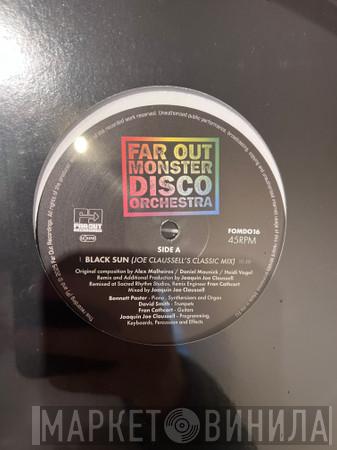 FAR OUT
MONSTER
DISCO
ORCHESTRA
FAR OUT
FOMD016
45RPM
SIDE A
1. BLACK SUN (JOE CLAUSSELL'S CLASSIC MIX)
Original composition by Alex Malheiros / Daniel Maunick / Heidi Vogel
Remix and Additional Production by Joaquin Joe Claussell
Remixed at Sacred Rhythm Studios, Remix Engineer Fran Cathcart
Mixed by Joaquin Joe Claussell
Bennett Paster - Piano, Synthesizers and Organ
David Smith - Trumpets
Fran Cathcart - Guitars
Joaquin Joe Claussell - Programming,
Keyboards, Percussion and Effects
МАРКЕТ ВИНИЛА